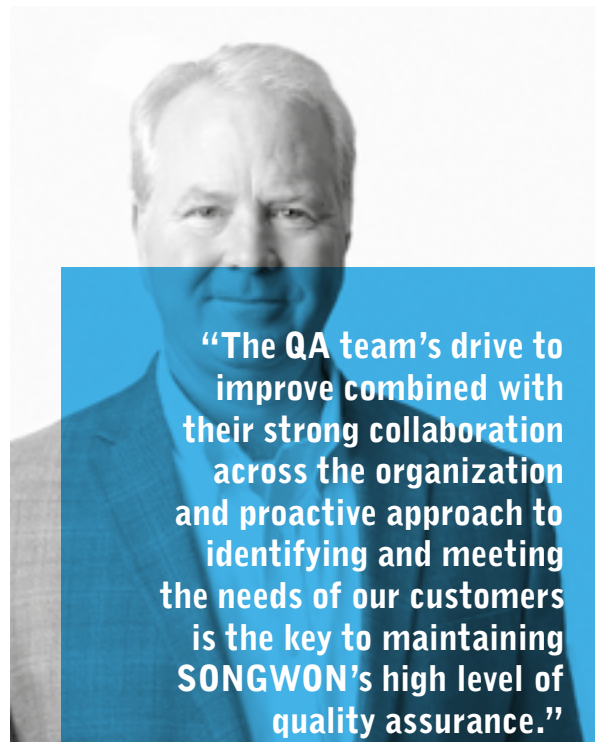 “The QA team’s drive to
improve combined with
their strong collaboration
across the organization
and proactive approach to
identifying and meeting
the needs of our customers
is the key to maintaining
SONGWON’s high level of
quality assurance.”